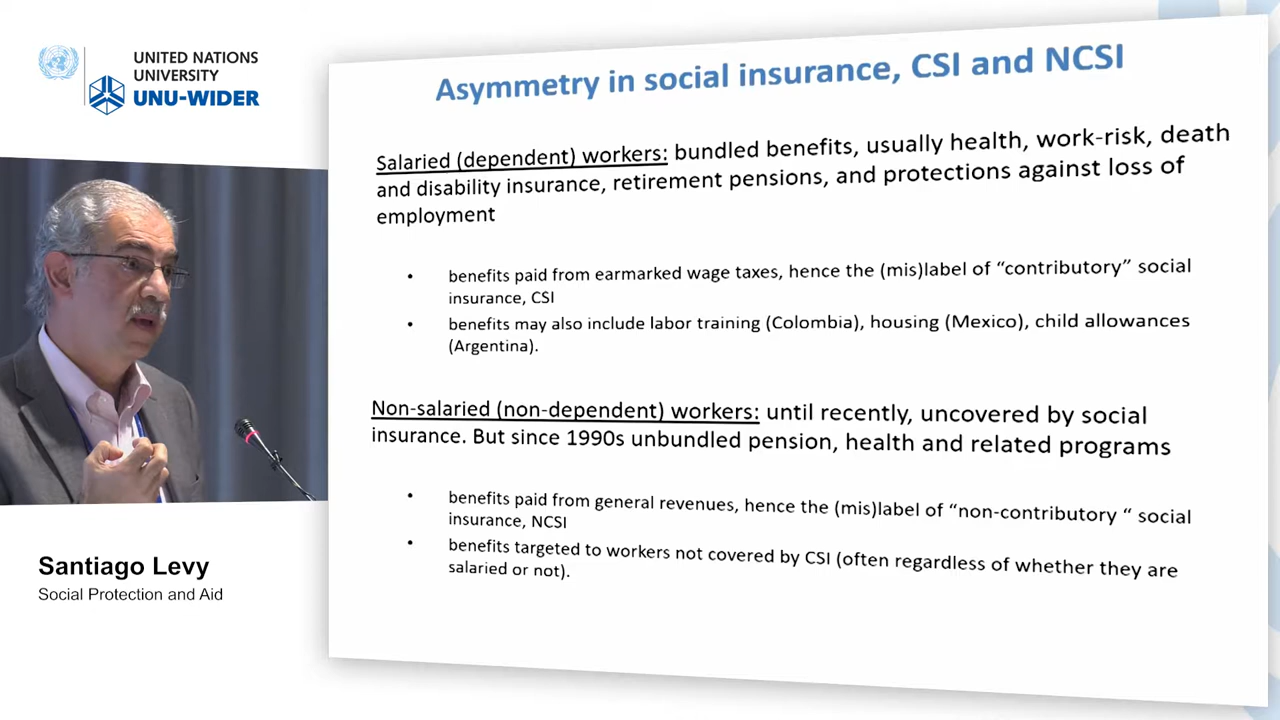 UNITED NATIONS
UNIVERSITY
UNU-WIDER
Asymmetry in social insurance, CSI and NCSI
Salaried (dependent) workers: bundled benefits, usually health, work-risk, death
and disability insurance, retirement pensions, and protections against loss of
employment
• benefits paid from earmarked wage taxes, hence the (mis)label of “contributory” social
insurance, CSI
• benefits may also include labor training (Colombia), housing (Mexico), child allowances
(Argentina).
Non-salaried (non-dependent) workers: until recently, uncovered by social
insurance. But since 1990s unbundled pension, health and related programs
• benefits paid from general revenues, hence the (mis)label of “non-contributory “ social
insurance, NCSI
• benefits targeted to workers not covered by CSI (often regardless of whether they are
salaried or not).
Santiago Levy
Social Protection and Aid